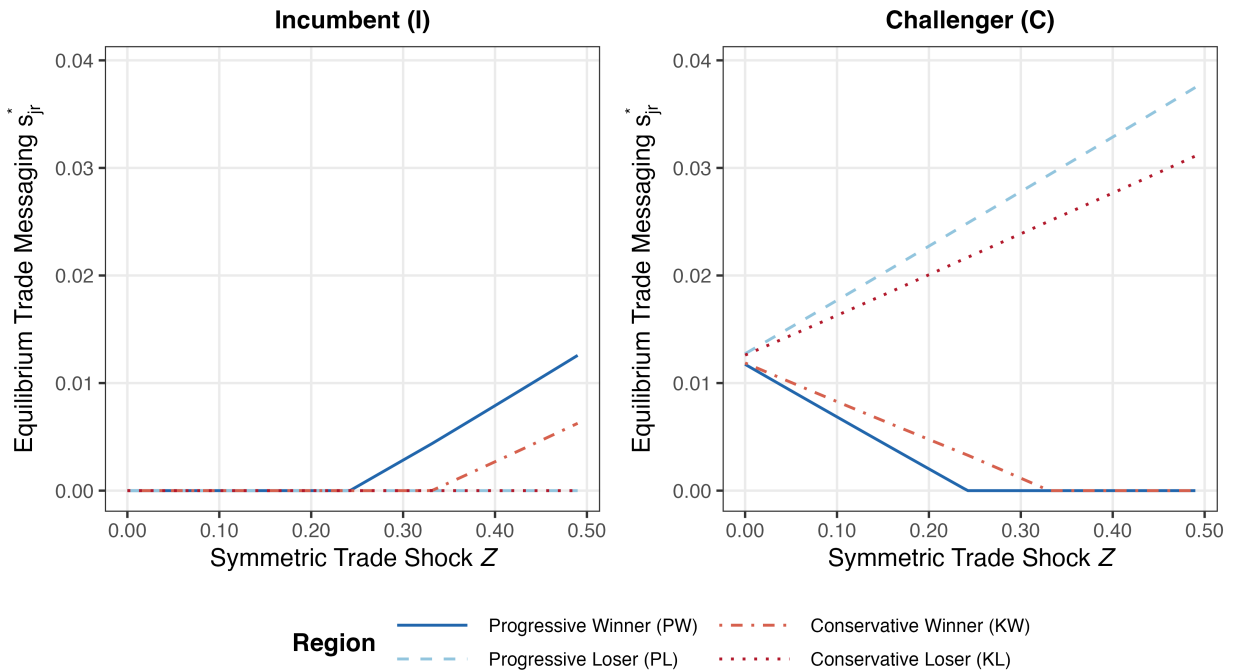 Incumbent (I)
Challenger (C)
Equilibrium Trade Messaging s*jr
0.04
0.03
0.02
0.01
0.00
0.00 0.10 0.20 0.30 0.40 0.50
Symmetric Trade Shock Z
Equilibrium Trade Messaging s*jr
0.04
0.03
0.02
0.01
0.00
0.00 0.10 0.20 0.30 0.40 0.50
Symmetric Trade Shock Z
Region
Progressive Winner (PW)
Conservative Winner (KW)
Progressive Loser (PL)
Conservative Loser (KL)